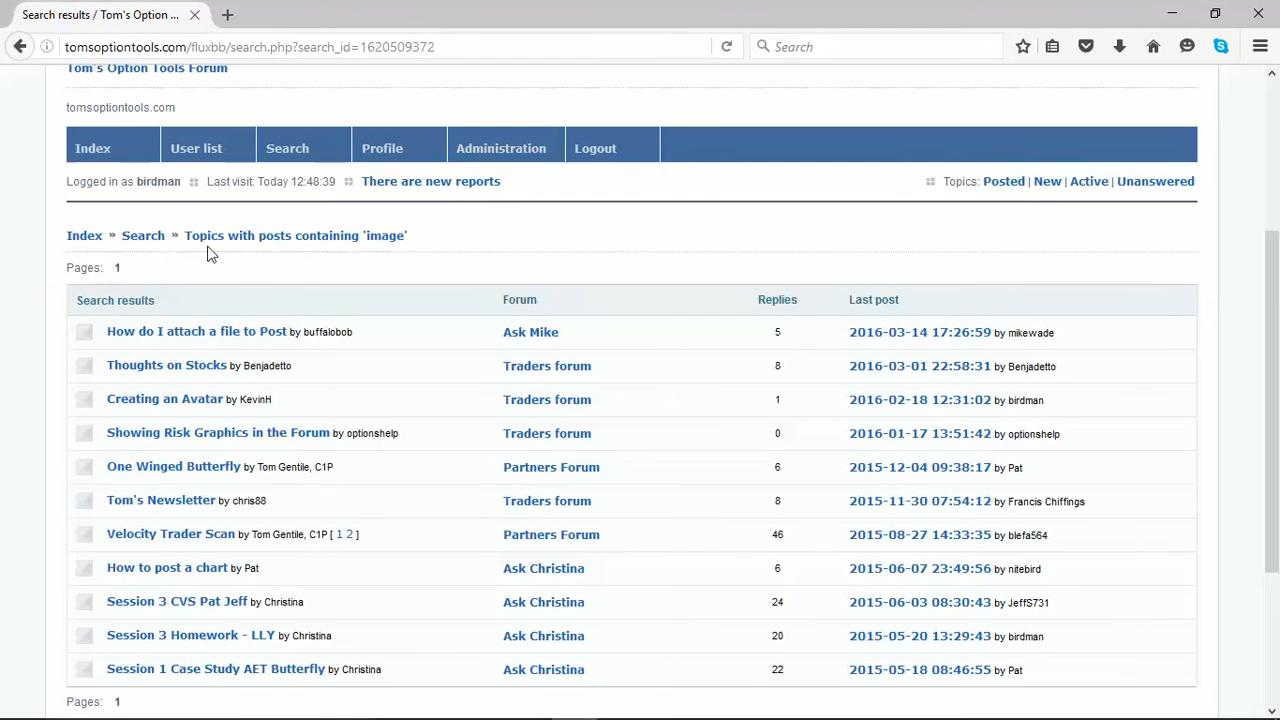 Search results / Tom's Option ...
tomsoptiontools.com/fluxbb/search.php?search_id=1620509372
Search
Tom's Option Tools Forum
tomsoptiontools.com
Index User list Search Profile Administration Logout
Logged in as birdman Last visit: Today 12:48:39 There are new reports Topics: Posted | New | Active | Unanswered
Index » Search » Topics with posts containing 'image'
Pages: 1
Search results Forum Replies Last post
How do I attach a file to Post by buffalobob Ask Mike 5 2016-03-14 17:26:59 by mikewade
Thoughts on Stocks by Benjadetto Traders forum 8 2016-03-01 22:58:31 by Benjadetto
Creating an Avatar by KevinH Traders forum 1 2016-02-18 12:31:02 by birdman
Showing Risk Graphics in the Forum by optionshelp Traders forum 0 2016-01-17 13:51:42 by optionshelp
One Winged Butterfly by Tom Gentile, C1P Partners Forum 6 2015-12-04 09:38:17 by Pat
Tom's Newsletter by chris88 Traders forum 8 2015-11-30 07:54:12 by Francis Chiffings
Velocity Trader Scan by Tom Gentile, C1P [ 1 2 ] Partners Forum 46 2015-08-27 14:33:35 by blefa564
How to post a chart by Pat Ask Christina 6 2015-06-07 23:49:56 by nitebird
Session 3 CVS Pat Jeff by Christina Ask Christina 24 2015-06-03 08:30:43 by JeffS731
Session 3 Homework - LLY by Christina Ask Christina 20 2015-05-20 13:29:43 by birdman
Session 1 Case Study AET Butterfly by Christina Ask Christina 22 2015-05-18 08:46:55 by Pat
Pages: 1